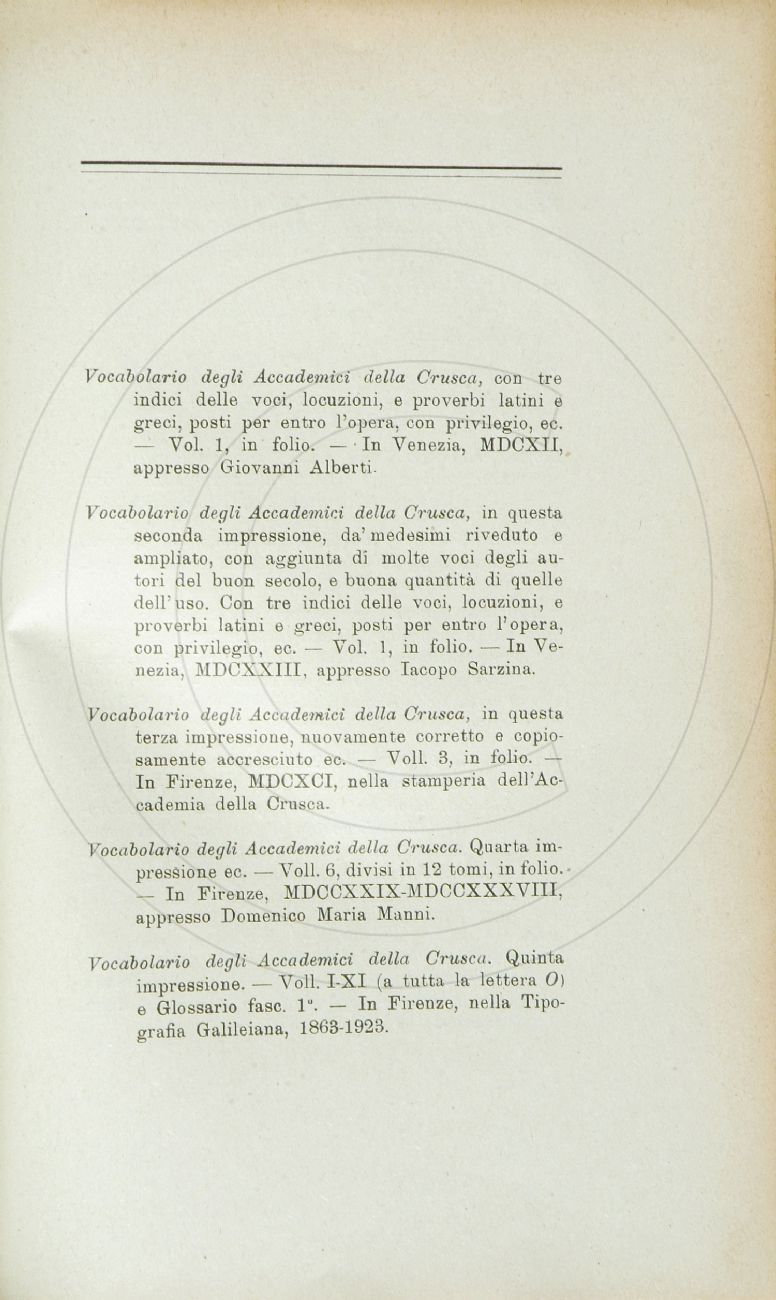 Vocabolario degli Accademici della Crusca, con tre
indici delle voci, locuzioni, e proverbi latini e
greci, posti per entro l'opera, con privilegio, ec.
— Vol. 1, in folio. — In Venezia, MDCXII,
appresso Giovanni Alberti.
Vocabolario degli Accademici della Crusca, in questa
seconda impressione, da' medesimi riveduto e
ampliato, con aggiunta di molte voci degli au-
tori del buon secolo, e buona quantità di quelle
dell'uso. Con tre indici delle voci, locuzioni, e
proverbi latini e greci, posti per entro l'opera,
con privilegio, ec. — Vol. 1, in folio. — In Ve-
nezia, MDCXXIII, appresso Iacopo Sarzina.
Vocabolario degli Accademici della Crusca, in questa
terza impressione, nuovamente corretto e copio-
samente accresciuto ec. — Voll. 3, in folio. —
In Firenze, MDCXCI, nella stamperia dell'Ac-
cademia della Crusca.
Vocabolario degli Accademici della Crusca. Quarta im-
pressione ec. — Voll. 6, divisi in 12 tomi, in folio.
— In Firenze, MDCCXXIX-MDCCXXXVIII,
appresso Domenico Maria Manni.
Vocabolario degli Accademici della Crusca. Quinta
impressione. — Voll. I-XI (a tutta la lettera O)
e Glossario fasc. 1º. — In Firenze, nella Tipo-
grafia Galileiana, 1863-1923.